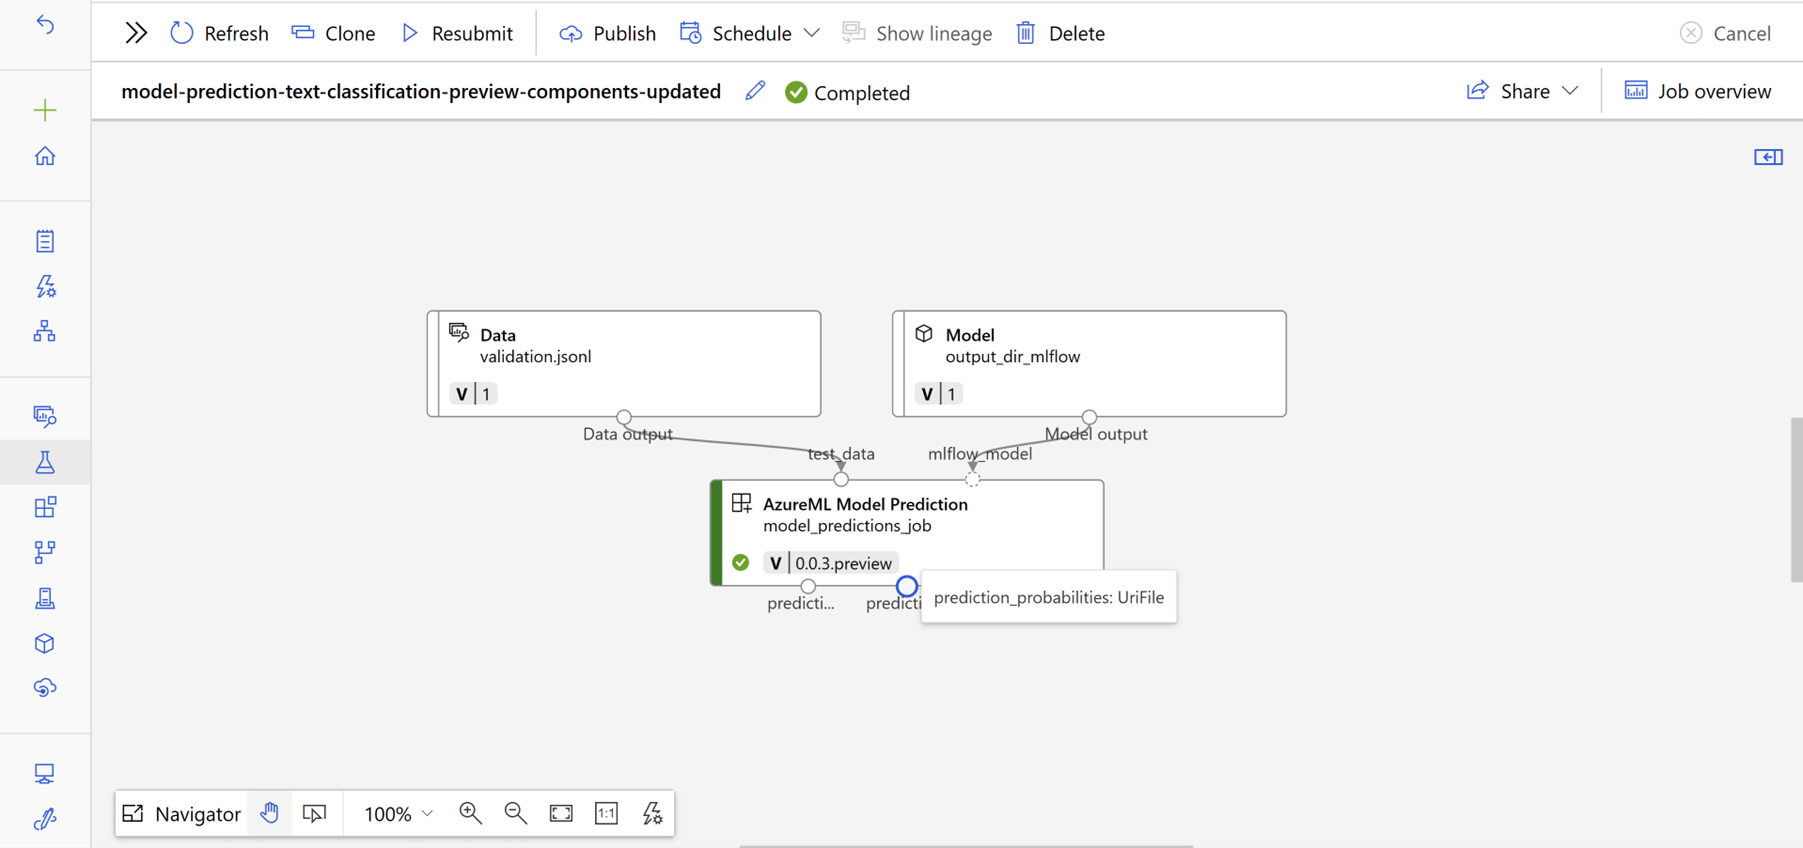 Refresh Clone Resubmit Publish Schedule Show lineage Delete Cancel
model-prediction-text-classification-preview-components-updated Completed Share Job overview
Data
validation.jsonl
V 1
Data output
Model
output_dir_mlflow
V 1
Model output
test_data
mlflow_model
AzureML Model Prediction
model_predictions_job
V 0.0.3.preview
predicti... predicti
prediction_probabilities: UriFile
Navigator 100% 1:1